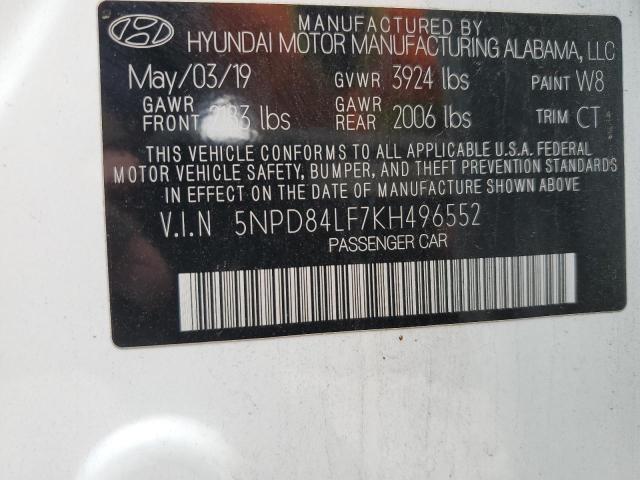 MANUFACTURED BY
HYUNDAI MOTOR MANUFACTURING ALABAMA, LLC
May/03/19 GVWR 3924 lbs PAINT W8
GAWR FRONT lbs GAWR REAR 2006 lbs TRIM CT
THIS VEHICLE CONFORMS TO ALL APPLICABLE U.S.A. FEDERAL
MOTOR VEHICLE SAFETY, BUMPER, AND THEFT PREVENTION STANDARDS
IN EFFECT ON THE DATE OF MANUFACTURE SHOWN ABOVE.
V.I.N 5NPD84LF7KH496552
PASSENGER CAR